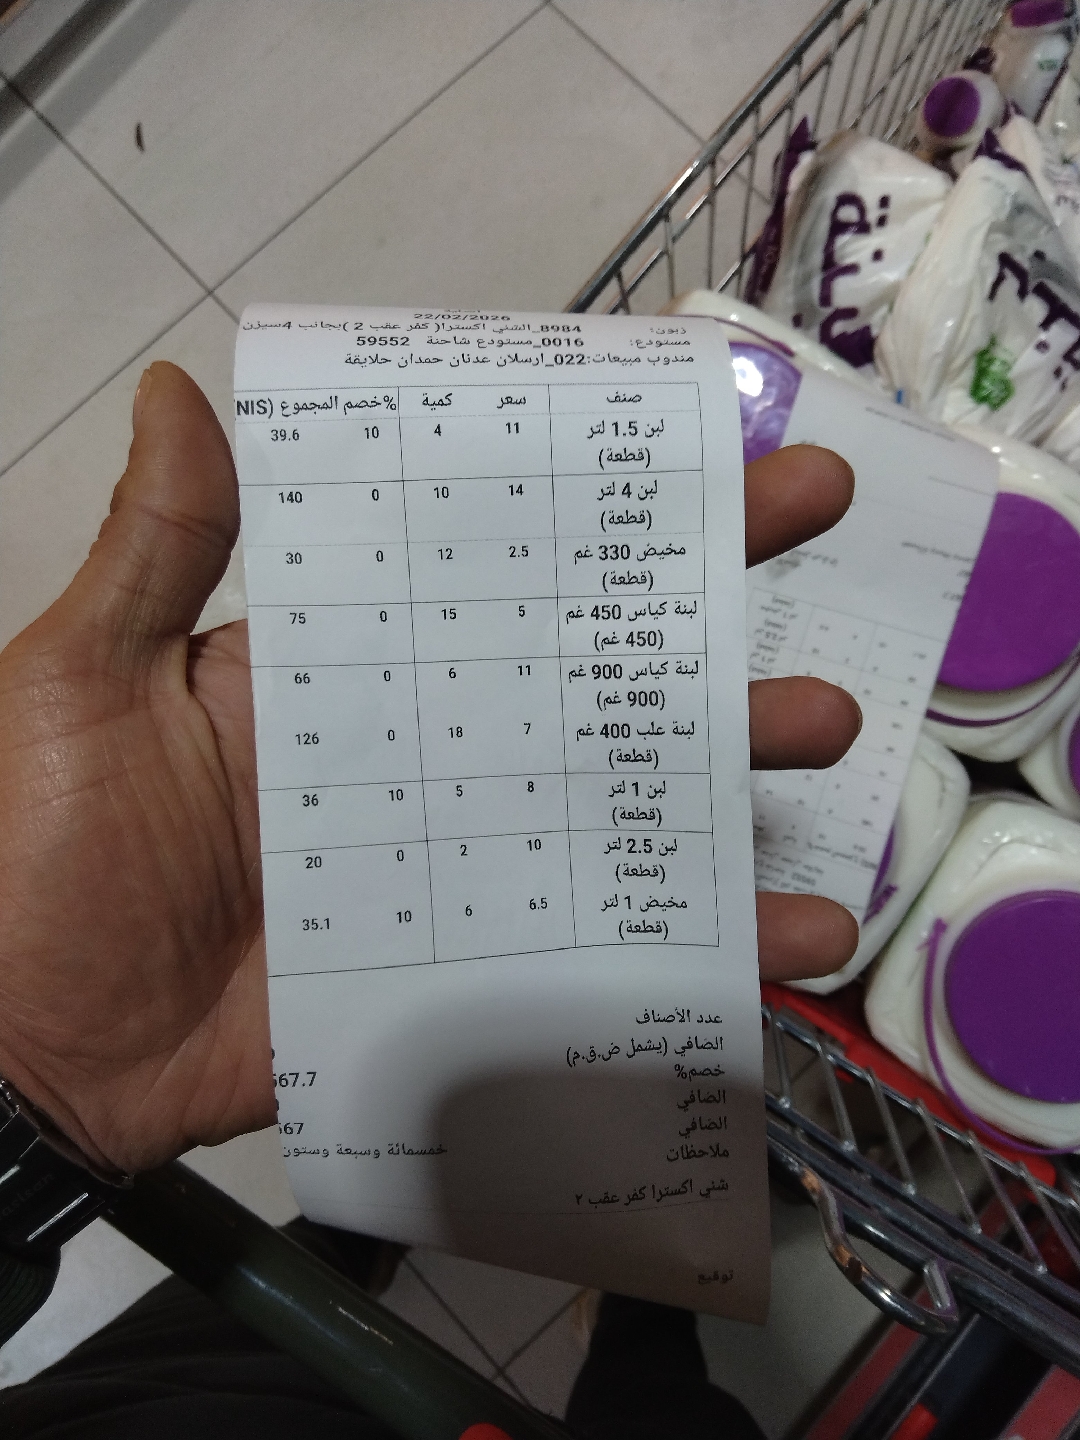 22/02/2026
زبون: 8984_الشني اكسترا( كفر عقب 2 )بجانب 4سيزن
مستودع: 0016_مستودع شاحنة 59552
مندوب مبيعات:022_ارسلان عدنان حمدان حلايقة
صنف سعر كمية خصم% المجموع (NIS
لبن 1.5 لتر (قطعة) 11 4 10 39.6
لبن 4 لتر (قطعة) 14 10 0 140
مخيض 330 غم (قطعة) 2.5 12 0 30
لبنة كياس 450 غم (450 غم) 5 15 0 75
لبنة كياس 900 غم (900 غم) 11 6 0 66
لبنة علب 400 غم (قطعة) 7 18 0 126
لبن 1 لتر (قطعة) 8 5 10 36
لبن 2.5 لتر (قطعة) 10 2 0 20
مخيض 1 لتر (قطعة) 6.5 6 10 35.1
عدد الأصناف
الصافي (يشمل ض.ق.م) 567.7
خصم%
الصافي 567
الصافي خمسمائة وسبعة وستون
ملاحظات
شني اكسترا كفر عقب ٢
توقيع